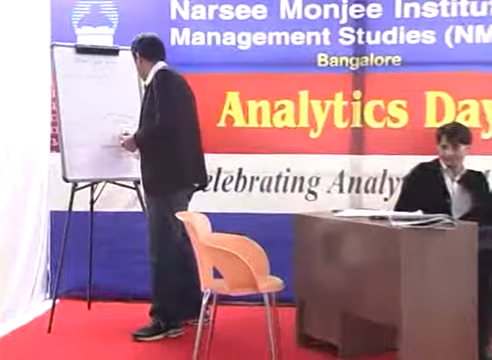 Narsee Monjee Institu
Management Studies (NM
Bangalore
Analytics Day
elebrating Analy